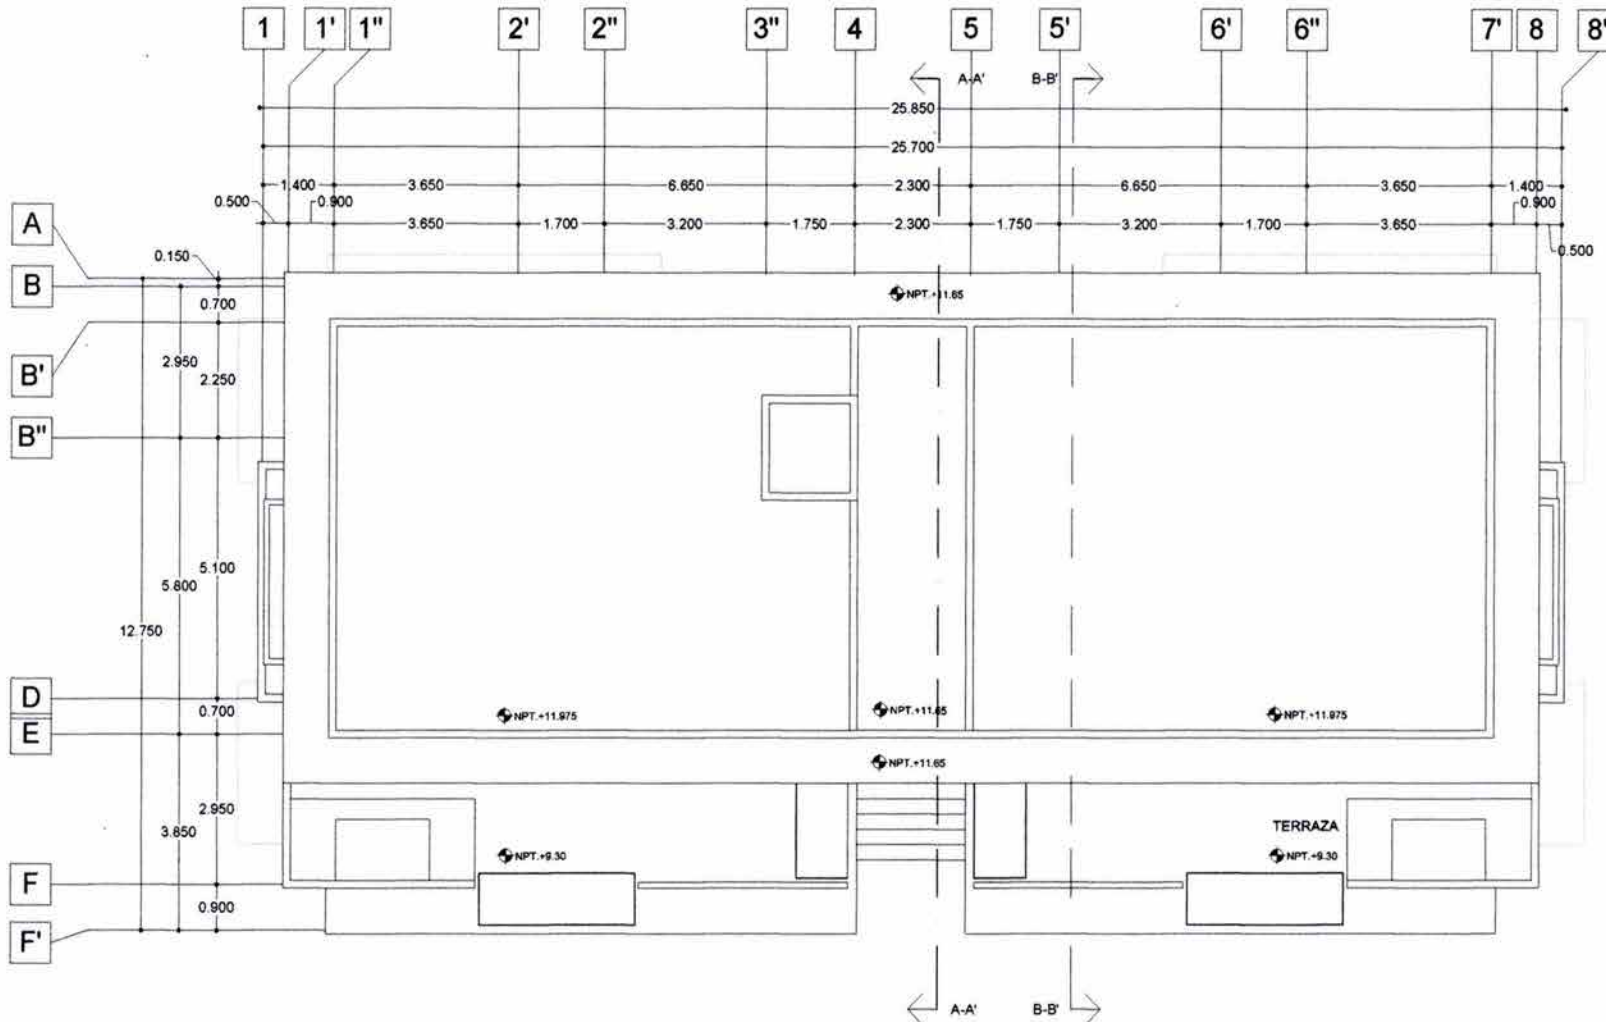 1 1' 1" 2' 2" 3" 4 5 5' 6' 6" 7' 8 8'
A-A' B-B'
25.850
25.700
1.400 3.650 6.650 2.300 6.650 3.650 1.400
0.500 0.900 0.900
3.650 1.700 3.200 1.750 2.300 1.750 3.200 1.700 3.650
0.500
A
0.150
B
0.700
NPT.+11.65
B'
2.950
2.250
B"
5.100
5.800
12.750
D
0.700
NPT.+11.975 NPT.+11.65 NPT.+11.975
E
NPT.+11.65
2.950
3.850
TERRAZA
NPT.+9.30 NPT.+9.30
F
0.900
F'
A-A' B-B'